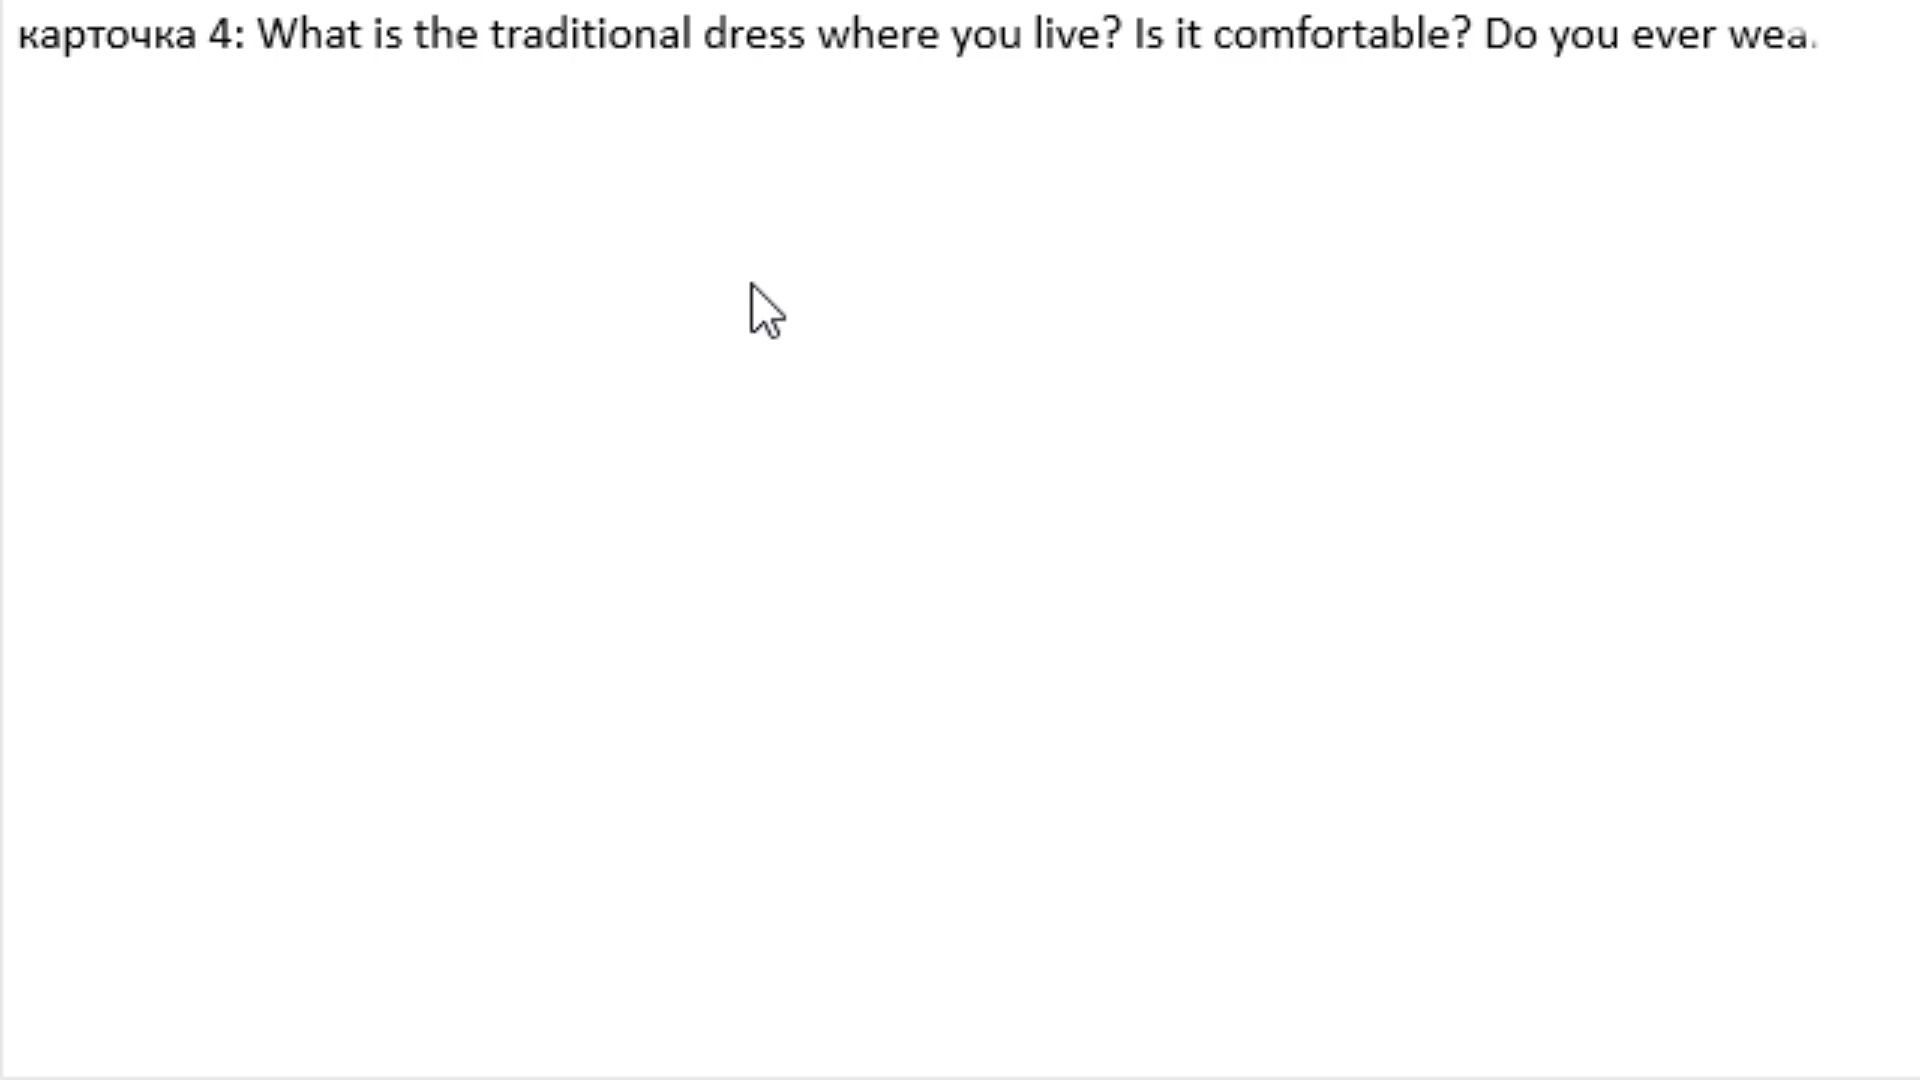 карточка 4: What is the traditional dress where you live? Is it comfortable? Do you ever wea.